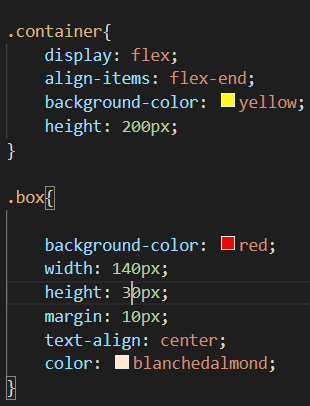 .container{
    display: flex;
    align-items: flex-end;
    background-color: yellow;
    height: 200px;
}
.box{
    background-color: red;
    width: 140px;
    height: 30px;
    margin: 10px;
    text-align: center;
    color: blanchedalmond;
}